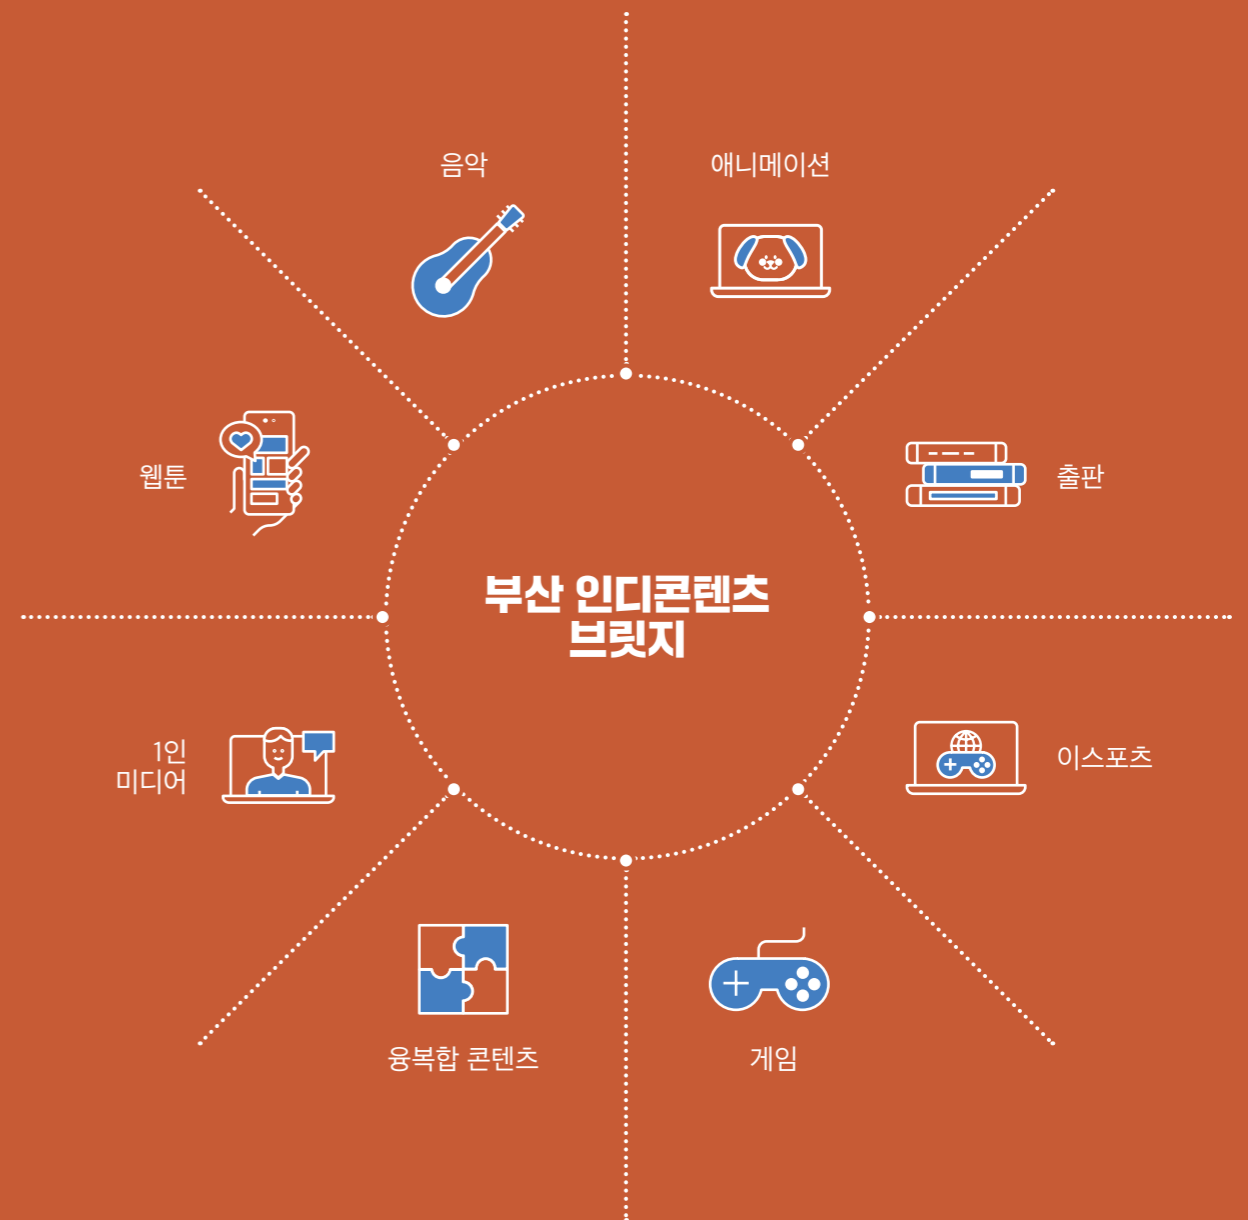 음악
애니메이션
웹툰
출판
부산 인디콘텐츠
브릿지
1인
미디어
이스포츠
융복합 콘텐츠
게임